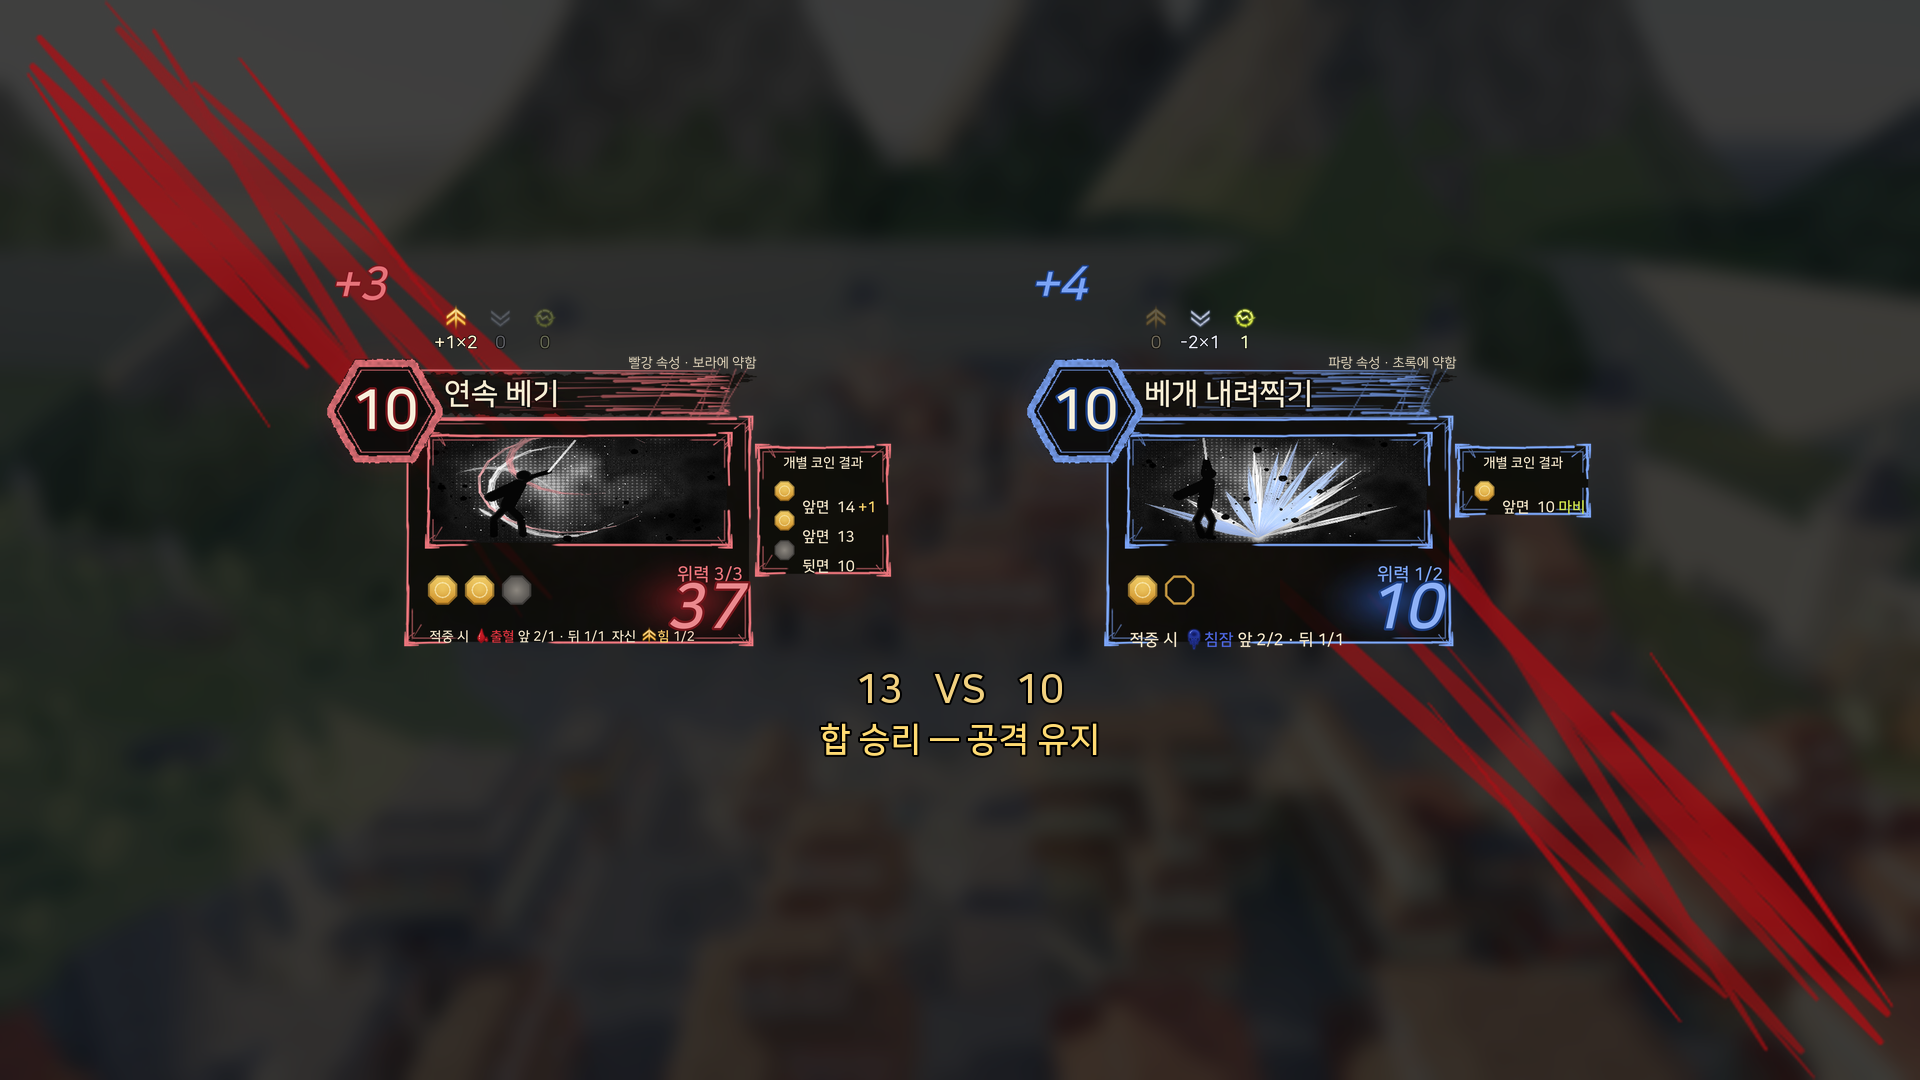 +3
+1×2 0 0
빨강 속성 · 보라에 약함
10 연속 베기
개별 코인 결과
앞면 14 +1
앞면 13
뒷면 10
위력 3/3
37
적중 시 출혈 앞 2/1 · 뒤 1/1 자신 힘 1/2
+4
0 -2×1 1
파랑 속성 · 초록에 약함
10 베개 내려찍기
개별 코인 결과
앞면 10 마비
위력 1/2
10
적중 시 침잠 앞 2/2 · 뒤 1/1
13 VS 10
합 승리 — 공격 유지